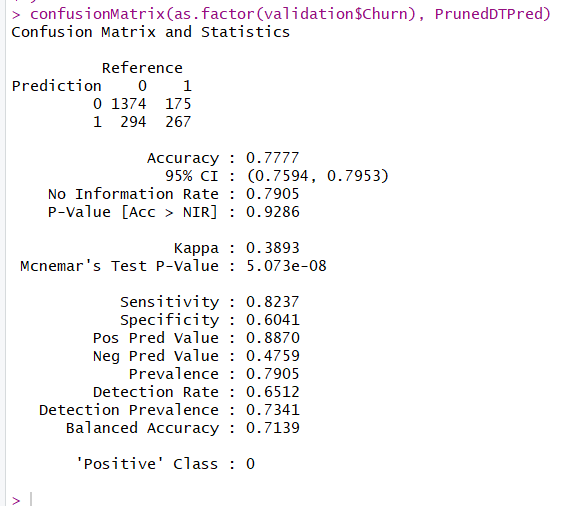 > confusionMatrix(as.factor(validation$Churn), PrunedDTPred)
Confusion Matrix and Statistics

          Reference
Prediction    0    1
         0 1374  175
         1  294  267

               Accuracy : 0.7777
                 95% CI : (0.7594, 0.7953)
    No Information Rate : 0.7905
    P-Value [Acc > NIR] : 0.9286

                  Kappa : 0.3893
 Mcnemar's Test P-Value : 5.073e-08

            Sensitivity : 0.8237
            Specificity : 0.6041
         Pos Pred Value : 0.8870
         Neg Pred Value : 0.4759
             Prevalence : 0.7905
         Detection Rate : 0.6512
   Detection Prevalence : 0.7341
      Balanced Accuracy : 0.7139

       'Positive' Class : 0

>